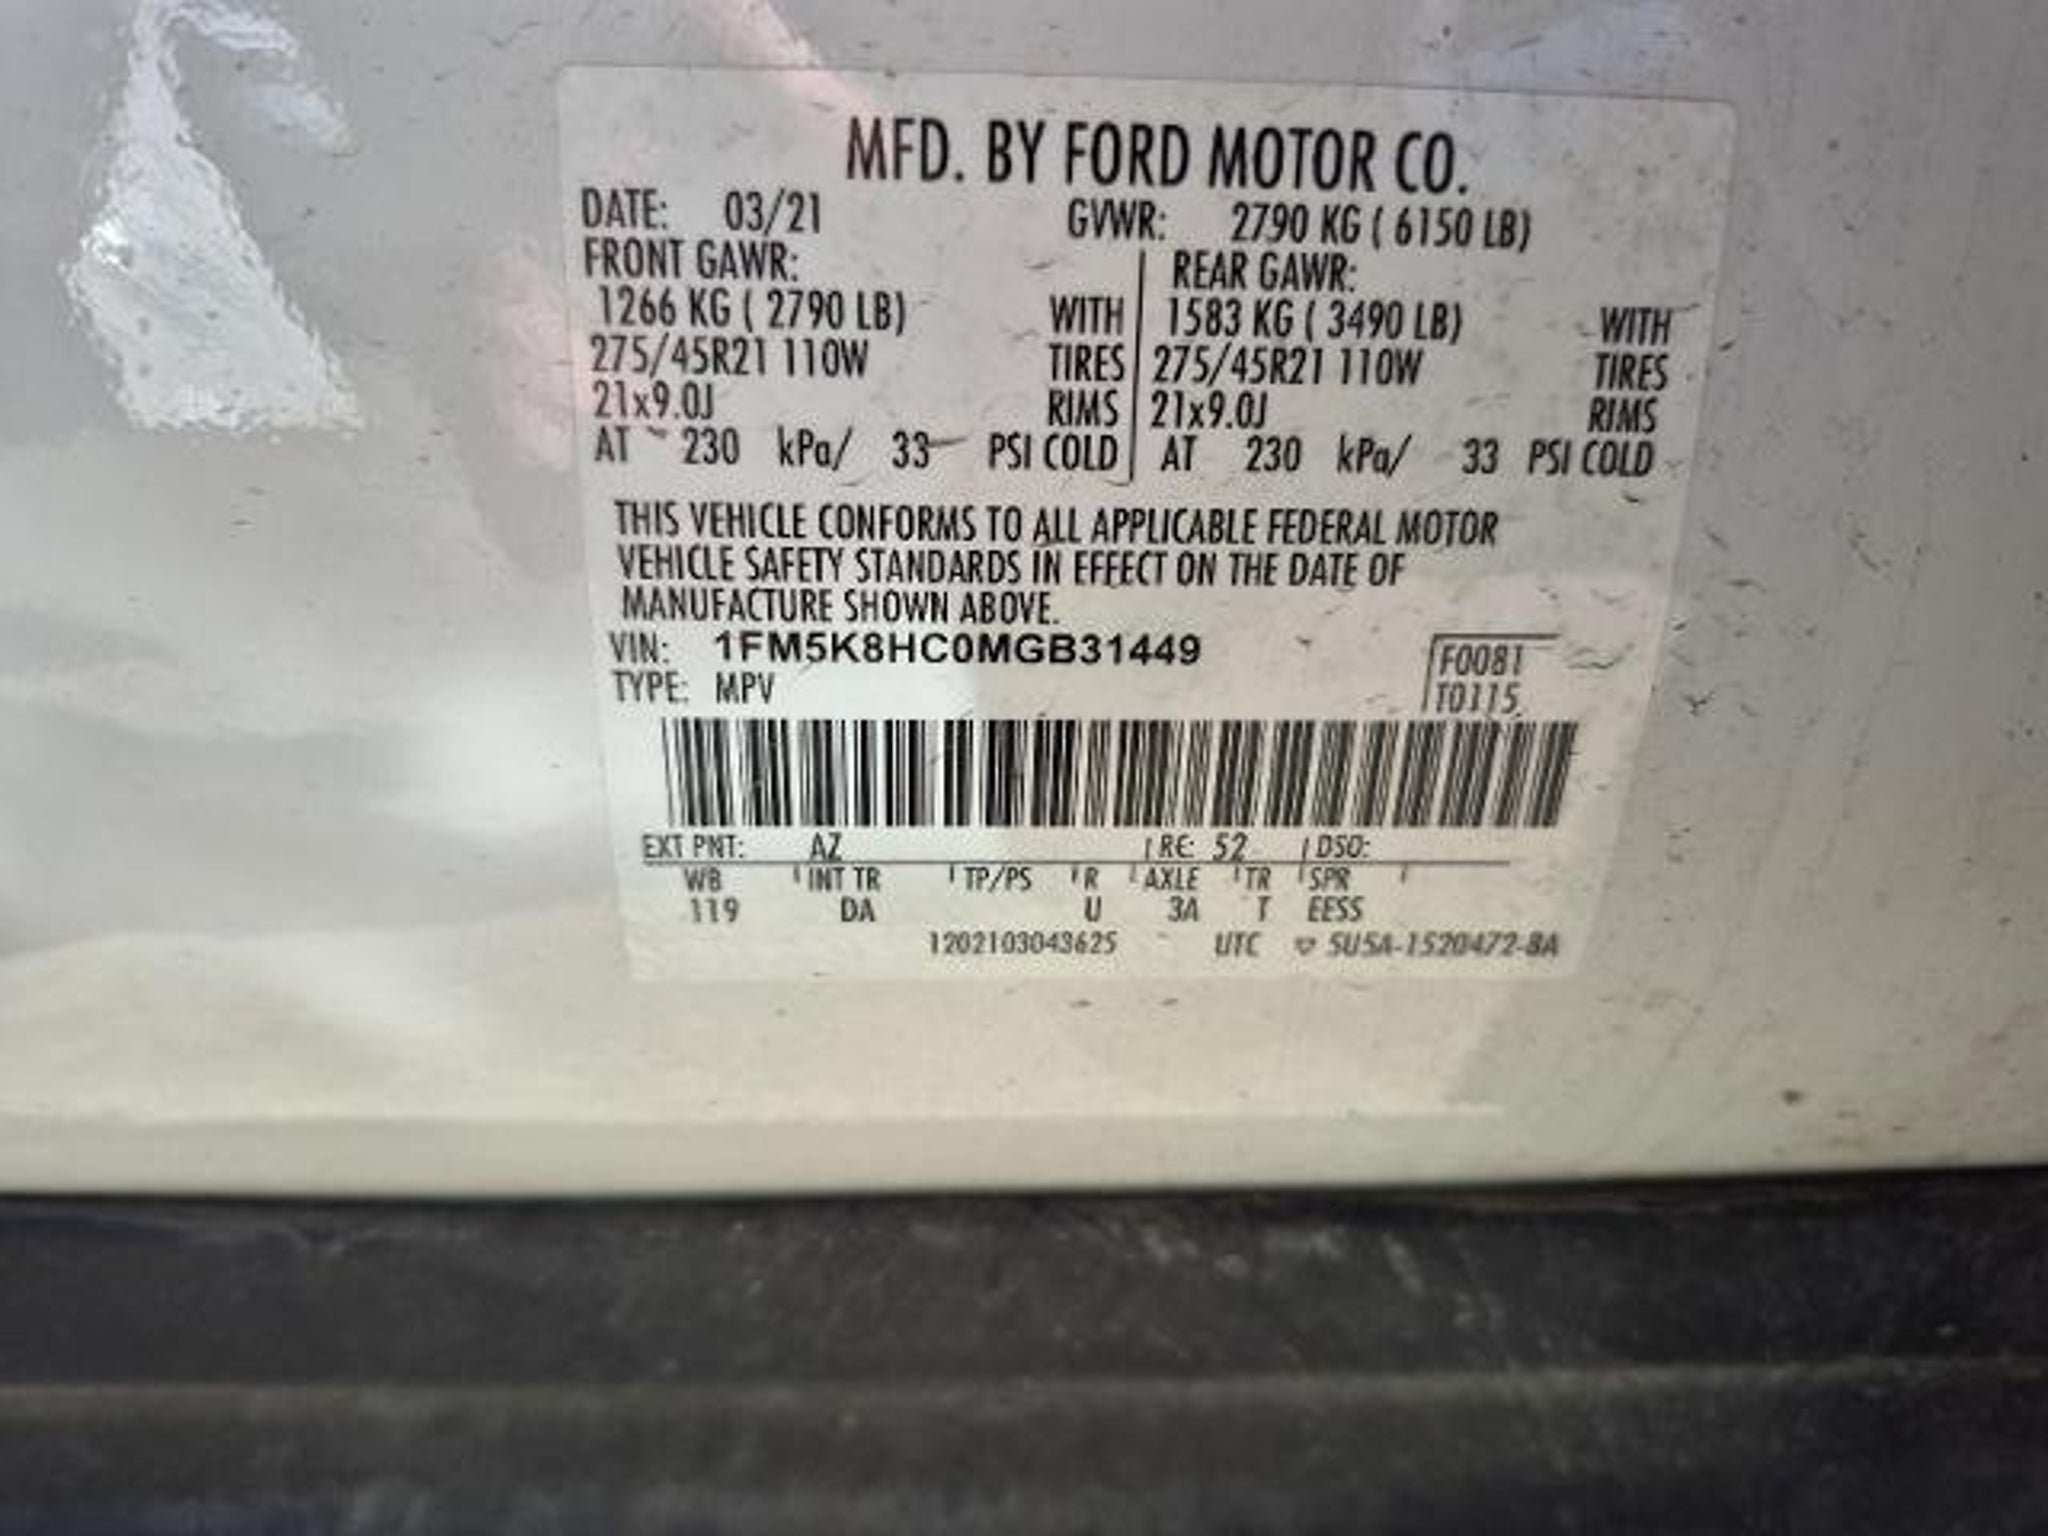 MFD. BY FORD MOTOR CO.
DATE: 03/21 GVWR: 2790 KG ( 6150 LB)
FRONT GAWR: REAR GAWR:
1266 KG ( 2790 LB) WITH 1583 KG ( 3490 LB) WITH
275/45R21 110W TIRES 275/45R21 110W TIRES
21x9.0J RIMS 21x9.0J RIMS
AT 230 kPa/ 33 PSI COLD AT 230 kPa/ 33 PSI COLD
THIS VEHICLE CONFORMS TO ALL APPLICABLE FEDERAL MOTOR
VEHICLE SAFETY STANDARDS IN EFFECT ON THE DATE OF
MANUFACTURE SHOWN ABOVE.
VIN: 1FM5K8HC0MGB31449 F0081
TYPE: MPV T0115
EXT PNT: AZ RC: 52 DSO:
WB INT TR TP/PS R AXLE TR SPR
119 DA U 3A T EESS
1202103043625 UTC 5U5A-1520472-8A